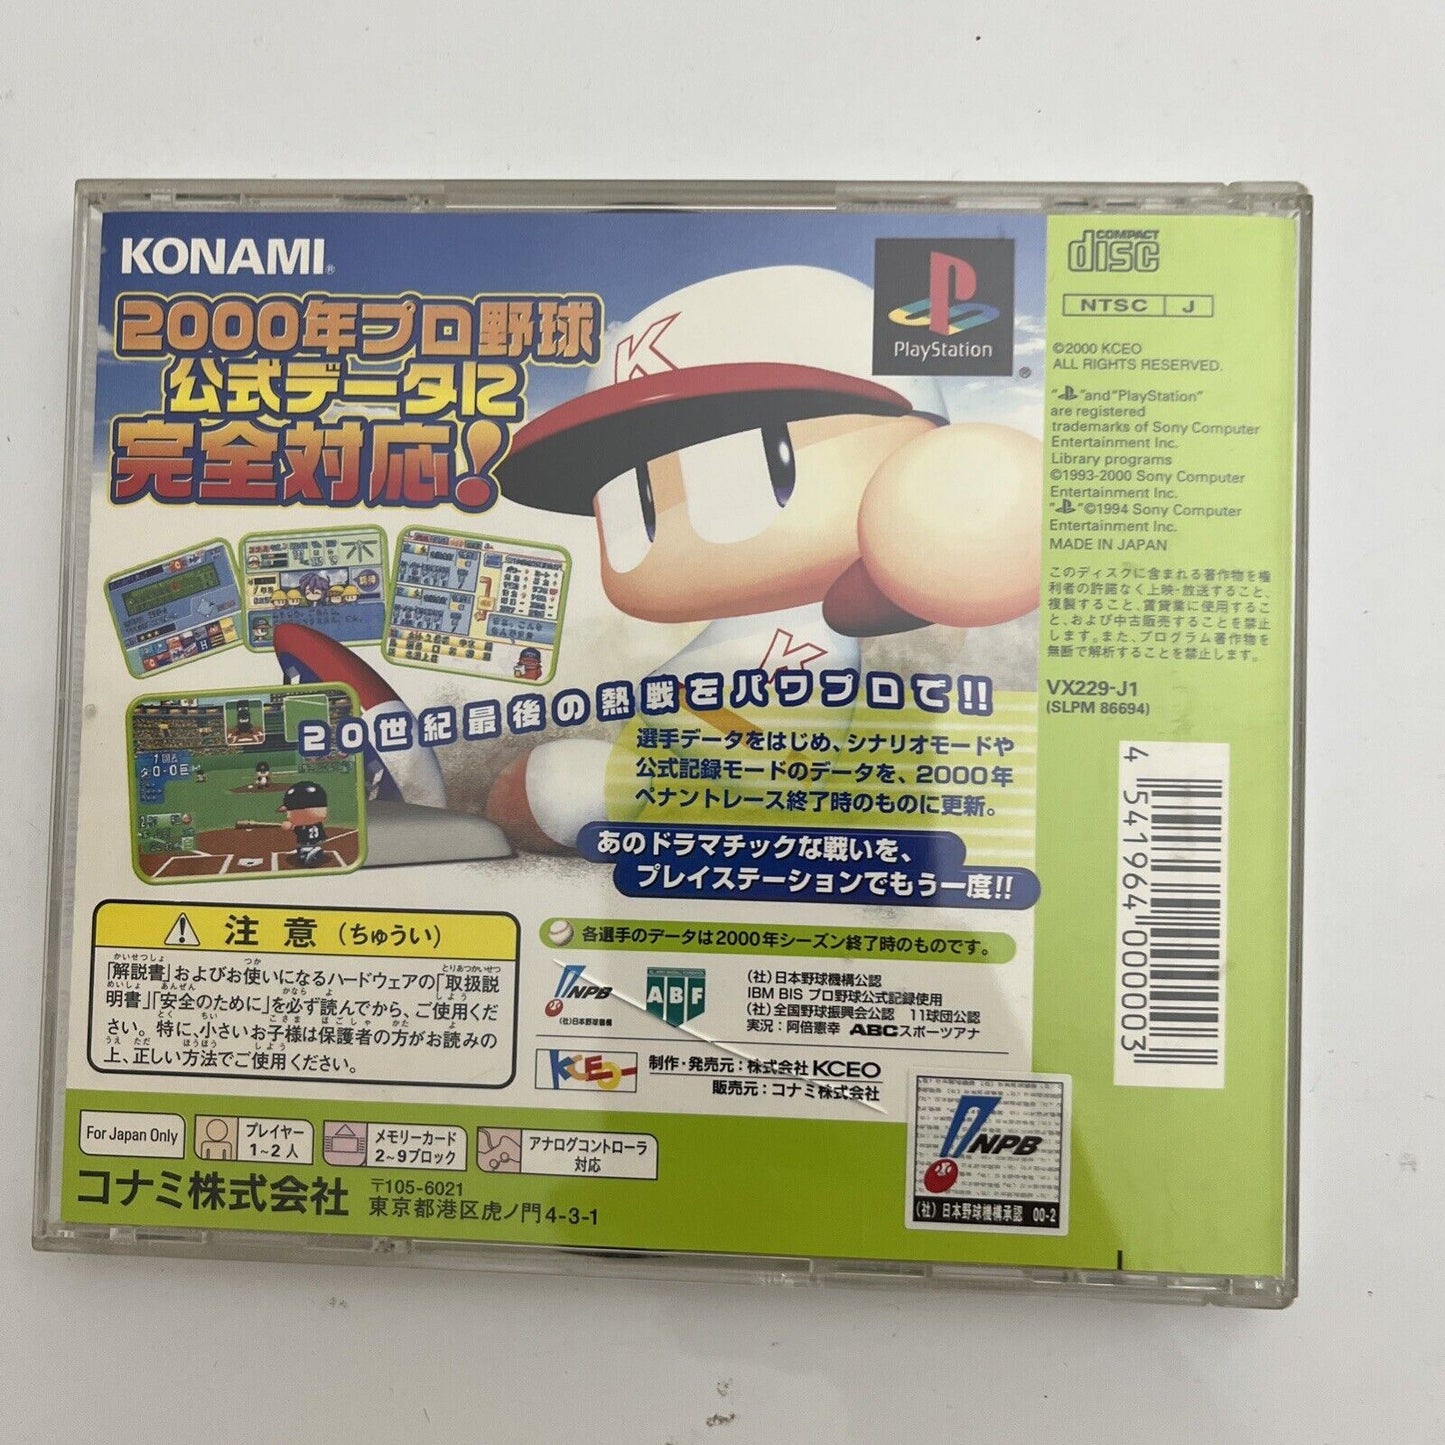 KONAMI®
2000年プロ野球
公式データに
完全対応!
PlayStation
®
20世紀最後の熱戦をパワプロで!!
選手データをはじめ、シナリオモードや
公式記録モードのデータを、2000年
ペナントレース終了時のものに更新。
あのドラマチックな戦いを、
プレイステーションでもう一度!!
各選手のデータは2000年シーズン終了時のものです。
NPB
(社)日本野球機構
ABF
(社)日本野球機構公認
IBM BIS プロ野球公式記録使用
(社)全国野球振興会公認 11球団公認
実況:阿倍憲幸 ABCスポーツアナ
KCEO
制作・発売元:株式会社KCEO
販売元:コナミ株式会社
注意(ちゅうい)
「解説書」およびお使いになるハードウェアの「取扱説
明書」「安全のために」を必ず読んでから、ご使用くだ
さい。特に、小さいお子様は保護者の方がお読みの
上、正しい方法でご使用ください。
For Japan Only
プレイヤー
1~2人
メモリーカード
2~9ブロック
アナログコントローラ
対応
コナミ株式会社
〒105-6021
東京都港区虎ノ門4-3-1
NPB
(社)日本野球機構承認 00-2
COMPACT
disc
NTSC J
©2000 KCEO
ALL RIGHTS RESERVED.
" "and"PlayStation"
are registered
trademarks of Sony Computer
Entertainment Inc.
Library programs
©1993-2000 Sony Computer
Entertainment Inc.
" "©1994 Sony Computer
Entertainment Inc.
MADE IN JAPAN
このディスクに含まれる著作物を権
利者の許諾なく上映・放送すること、
複製すること、賃貸業に使用するこ
と、および中古販売することを禁止
します。また、プログラム著作物を
無断で解析することを禁止します。
VX229-J1
(SLPM 86694)
4 541964 000003